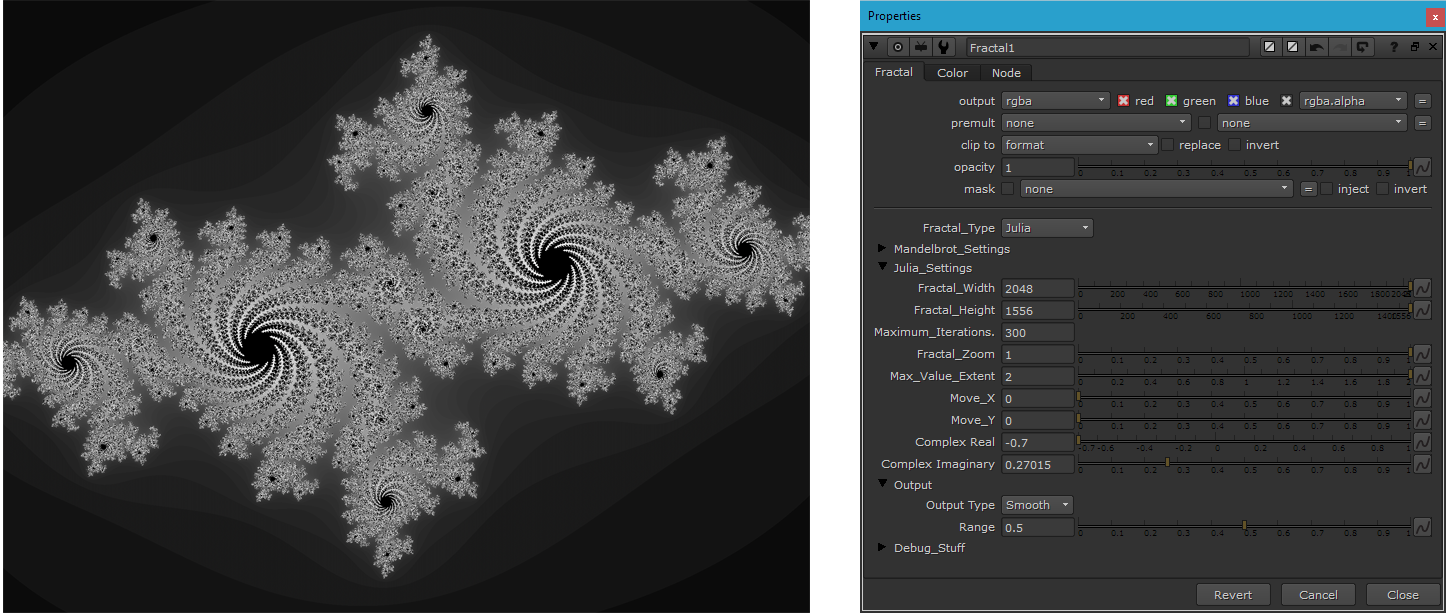 Properties
x
Fractal1
?
Fractal Color Node
output rgba red green blue rgba.alpha =
premult none none =
clip to format replace invert
opacity 1 0 0.1 0.2 0.3 0.4 0.5 0.6 0.7 0.8 0.9 1
mask none = inject invert
Fractal_Type Julia
Mandelbrot_Settings
Julia_Settings
Fractal_Width 2048 0 200 400 600 800 1000 1200 1400 1600
Fractal_Height 1556 0 200 400 600 800 1000 1200
Maximum_Iterations. 300
Fractal_Zoom 1 0 0.1 0.2 0.3 0.4 0.5 0.6 0.7 0.8 0.9 1
Max_Value_Extent 2 0 0.2 0.4 0.6 0.8 1 1.2 1.4 1.6 1.8 2
Move_X 0 0 0.1 0.2 0.3 0.4 0.5 0.6 0.7 0.8 0.9 1
Move_Y 0 0 0.1 0.2 0.3 0.4 0.5 0.6 0.7 0.8 0.9 1
Complex Real -0.7 -0.7 -0.6 -0.4 -0.2 0 0.2 0.4 0.6 0.8 1
Complex Imaginary 0.27015 0 0.1 0.2 0.3 0.4 0.5 0.6 0.7 0.8 0.9 1
Output
Output Type Smooth
Range 0.5 0 0.1 0.2 0.3 0.4 0.5 0.6 0.7 0.8 0.9 1
Debug_Stuff
Revert Cancel Close